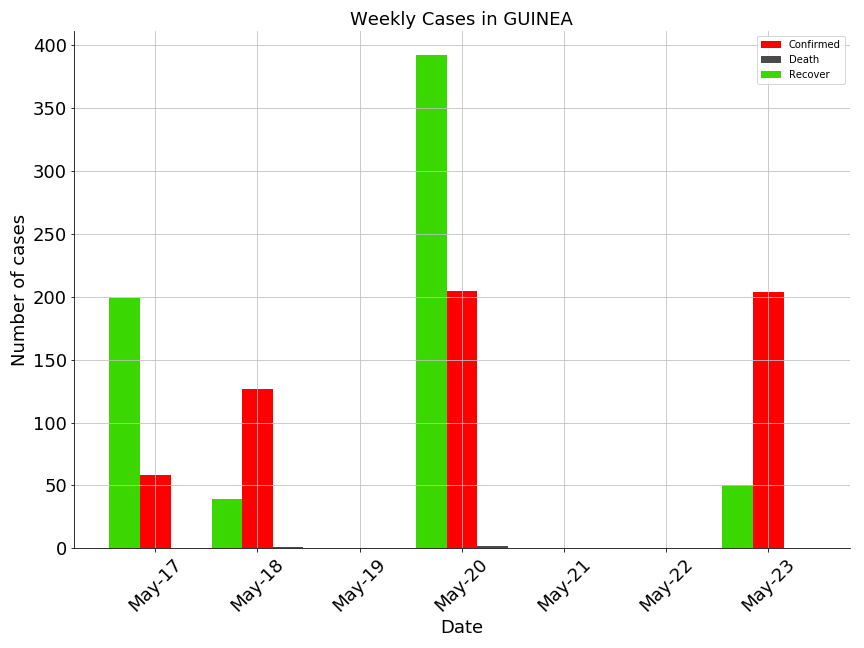 Weekly Cases in GUINEA
Confirmed
Death
Recover
Number of cases
400
350
300
250
200
150
100
50
0
May-17
May-18
May-19
May-20
May-21
May-22
May-23
Date